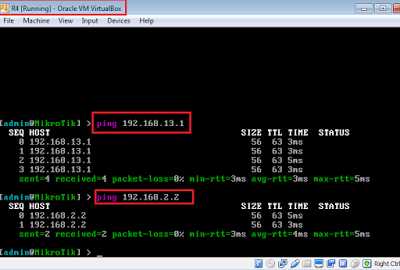 R4 [Running] - Oracle VM VirtualBox
File Machine View Input Devices Help
[admin@MikroTik] > ping 192.168.13.1
SEQ HOST SIZE TTL TIME STATUS
0 192.168.13.1 56 63 3ms
1 192.168.13.1 56 63 3ms
2 192.168.13.1 56 63 5ms
3 192.168.13.1 56 63 3ms
sent=4 received=4 packet-loss=0% min-rtt=3ms avg-rtt=3ms max-rtt=5ms
[admin@MikroTik] > ping 192.168.2.2
SEQ HOST SIZE TTL TIME STATUS
0 192.168.2.2 56 63 5ms
1 192.168.2.2 56 63 3ms
sent=2 received=2 packet-loss=0% min-rtt=3ms avg-rtt=4ms max-rtt=5ms
[admin@MikroTik] > _
Right Ctrl